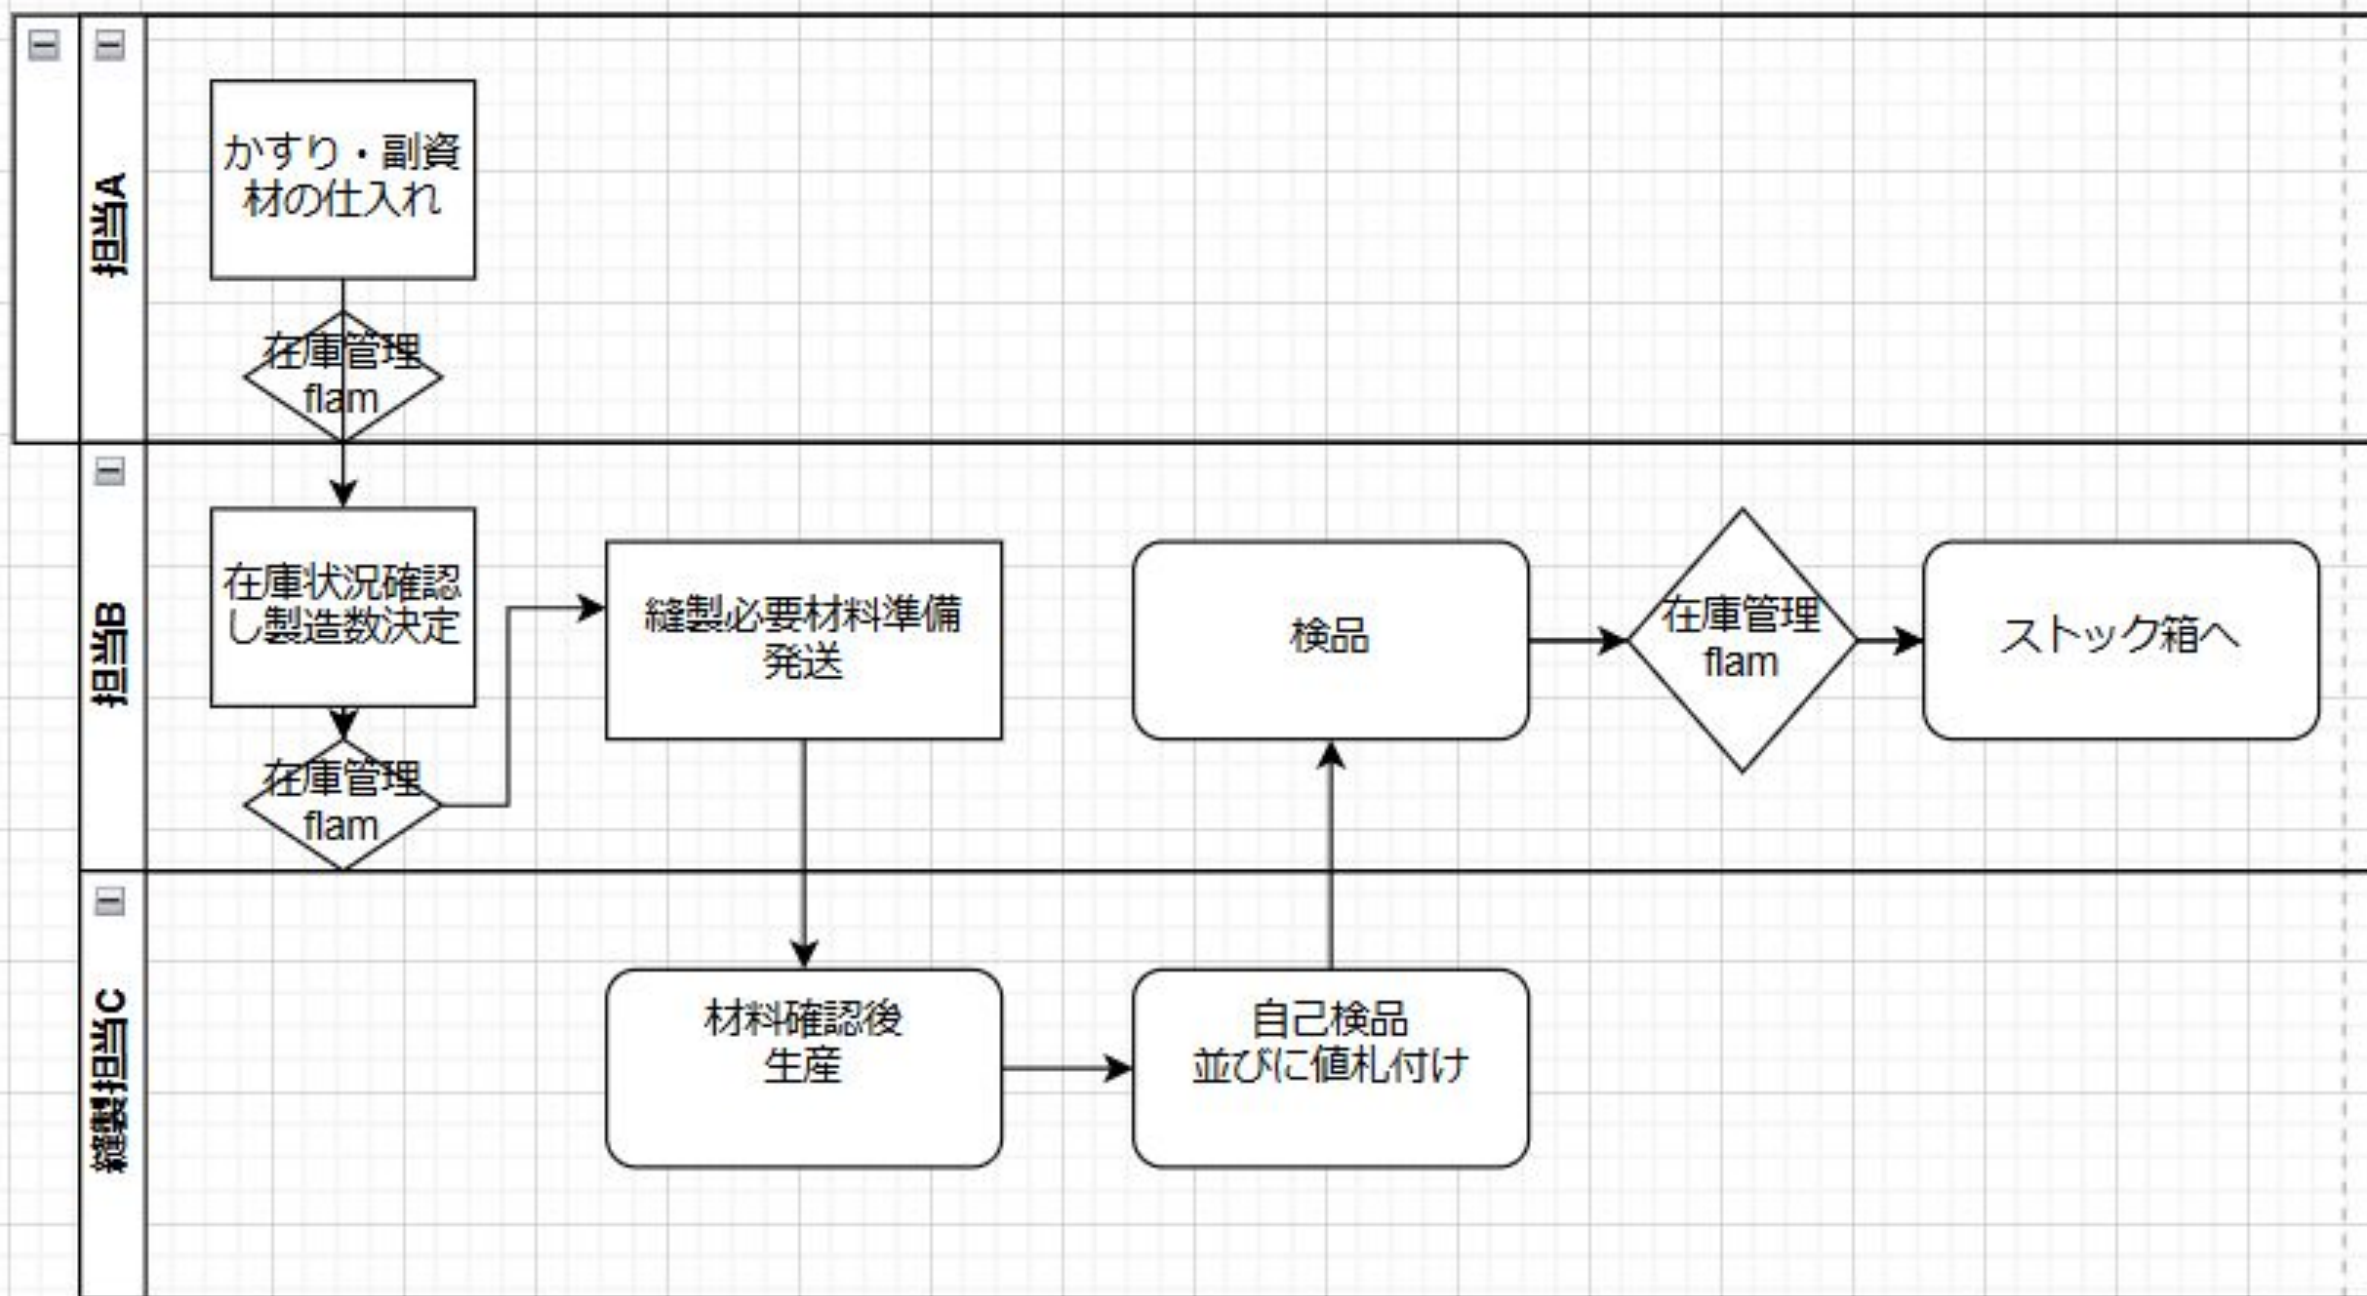 担当A
かすり・副資
材の仕入れ
在庫管理
flam
担当B
在庫状況確認
し製造数決定
在庫管理
flam
縫製必要材料準備
発送
検品
在庫管理
flam
ストック箱へ
縫製担当C
材料確認後
生産
自己検品
並びに値札付け